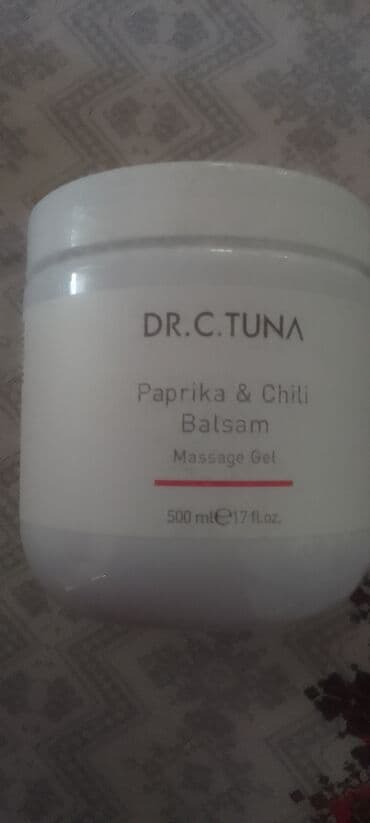 DR.C.TUNA
Paprika & Chili
Balsam
Massage Gel
500 ml℮17 fl.oz.